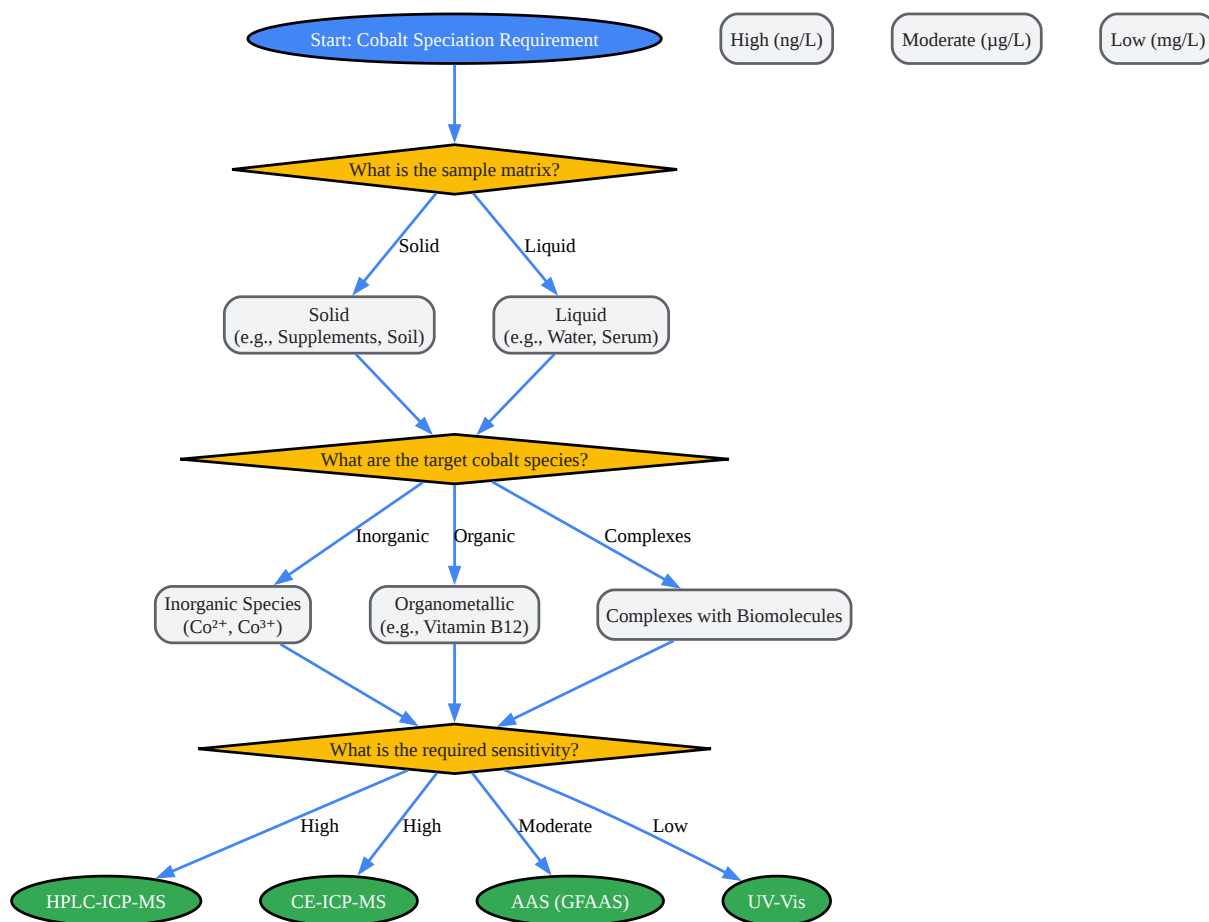 Start: Cobalt Speciation Requirement
High (ng/L)
Moderate (µg/L)
Low (mg/L)
What is the sample matrix?
Solid
Liquid
Solid
(e.g., Supplements, Soil)
Liquid
(e.g., Water, Serum)
What are the target cobalt species?
Inorganic
Organic
Complexes
Inorganic Species
(Co²⁺, Co³⁺)
Organometallic
(e.g., Vitamin B12)
Complexes with Biomolecules
What is the required sensitivity?
High
High
Moderate
Low
HPLC-ICP-MS
CE-ICP-MS
AAS (GFAAS)
UV-Vis